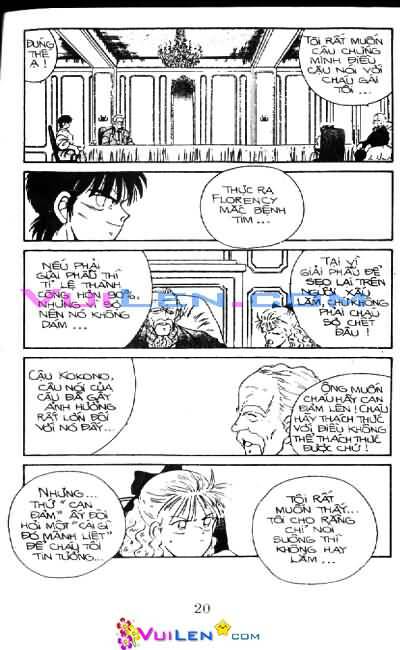 ĐÚNG
THẾ
Ạ!
TÔI RẤT MUỐN
CẬU CHỨNG
MINH ĐIỀU
CẬU NÓI VỚI
CHÁU GÁI
TÔI...
THỰC RA
FLORENCY
MẮC BỆNH
TIM...
NẾU PHẢI
GIẢI PHẪU THÌ
TỈ LỆ THÀNH
CÔNG HƠN
NHƯNG
NÊN NÓ KHÔNG
DÁM...
TẠI VÌ
GIẢI PHẪU ĐỂ
SẸO LẠI TRÊN
NGƯỜI, XẤU
LẮM, CHỨ KHÔNG
PHẢI CHÁU
SỢ CHẾT
ĐÂU!
VUILEN.COM
CẬU KOKONO,
CÂU NÓI CỦA
CẬU ĐÃ GÂY
ẢNH HƯỞNG
RẤT LỚN ĐỐI
VỚI NÓ ĐẤY...
ÔNG MUỐN
CHÁU HÃY CAN
ĐẢM LÊN! CHÁU
HÃY THÁCH THỨC
VỚI ĐIỀU KHÔNG
THỂ THÁCH THỨC
ĐƯỢC CHỨ!
NHƯNG...
THỨ "CAN
ĐẢM" ẤY ĐÒI
HỎI MỘT "CÁI GÌ
ĐÓ MÃNH LIỆT"
ĐỂ CHÁU TÔI
TIN TƯỞNG...
TÔI RẤT
MUỐN THẤY...
TÔI CHO RẰNG
CHỈ NÓI
SUÔNG THÌ
KHÔNG HAY
LẮM...
20
VUILEN.COM